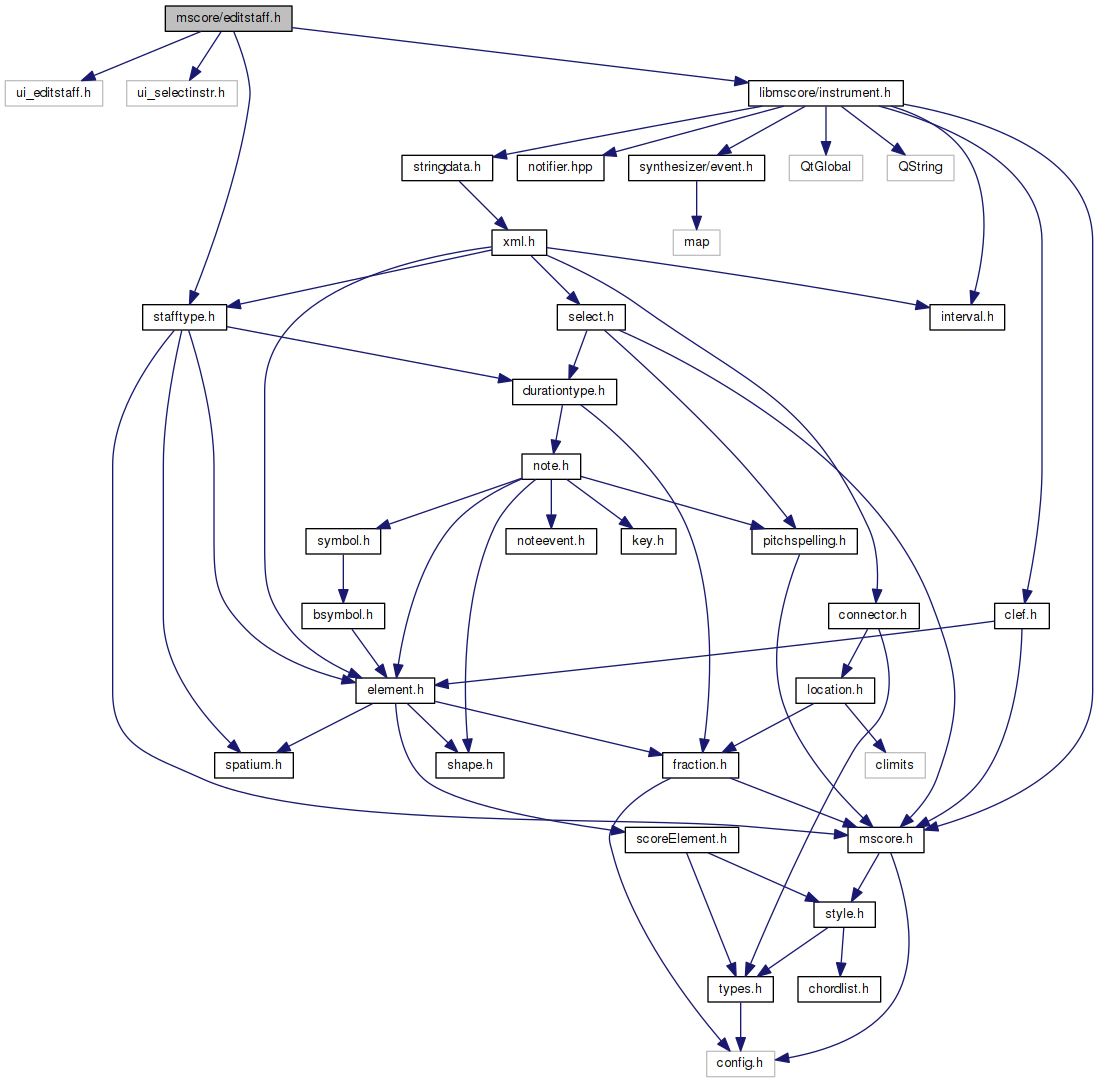 mscore/editstaff.h
ui_editstaff.h
ui_selectinstr.h
libmscore/instrument.h
stringdata.h
notifier.hpp
synthesizer/event.h
QtGlobal
QString
xml.h
map
stafftype.h
select.h
interval.h
durationtype.h
note.h
symbol.h
noteevent.h
key.h
pitchspelling.h
bsymbol.h
connector.h
clef.h
element.h
location.h
spatium.h
shape.h
fraction.h
climits
scoreElement.h
mscore.h
style.h
types.h
chordlist.h
config.h